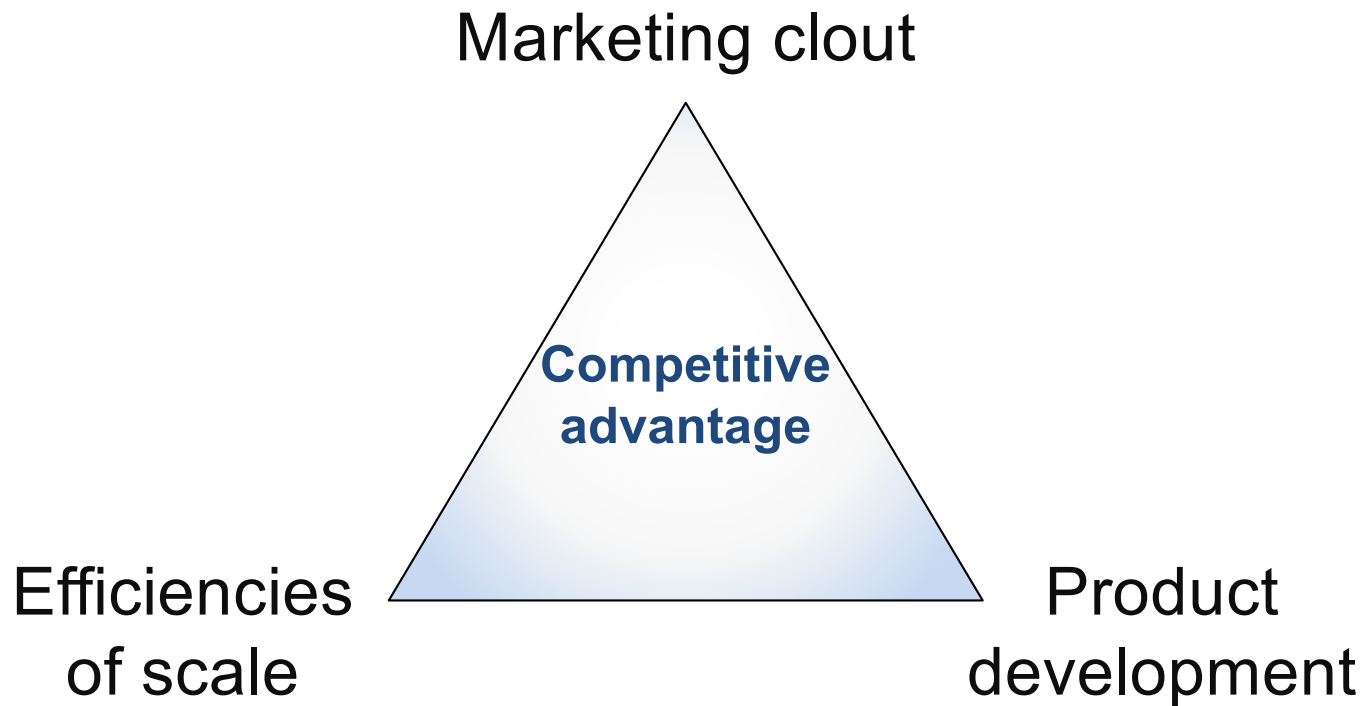 Marketing clout
Competitive
advantage
Efficiencies
of scale
Product
development